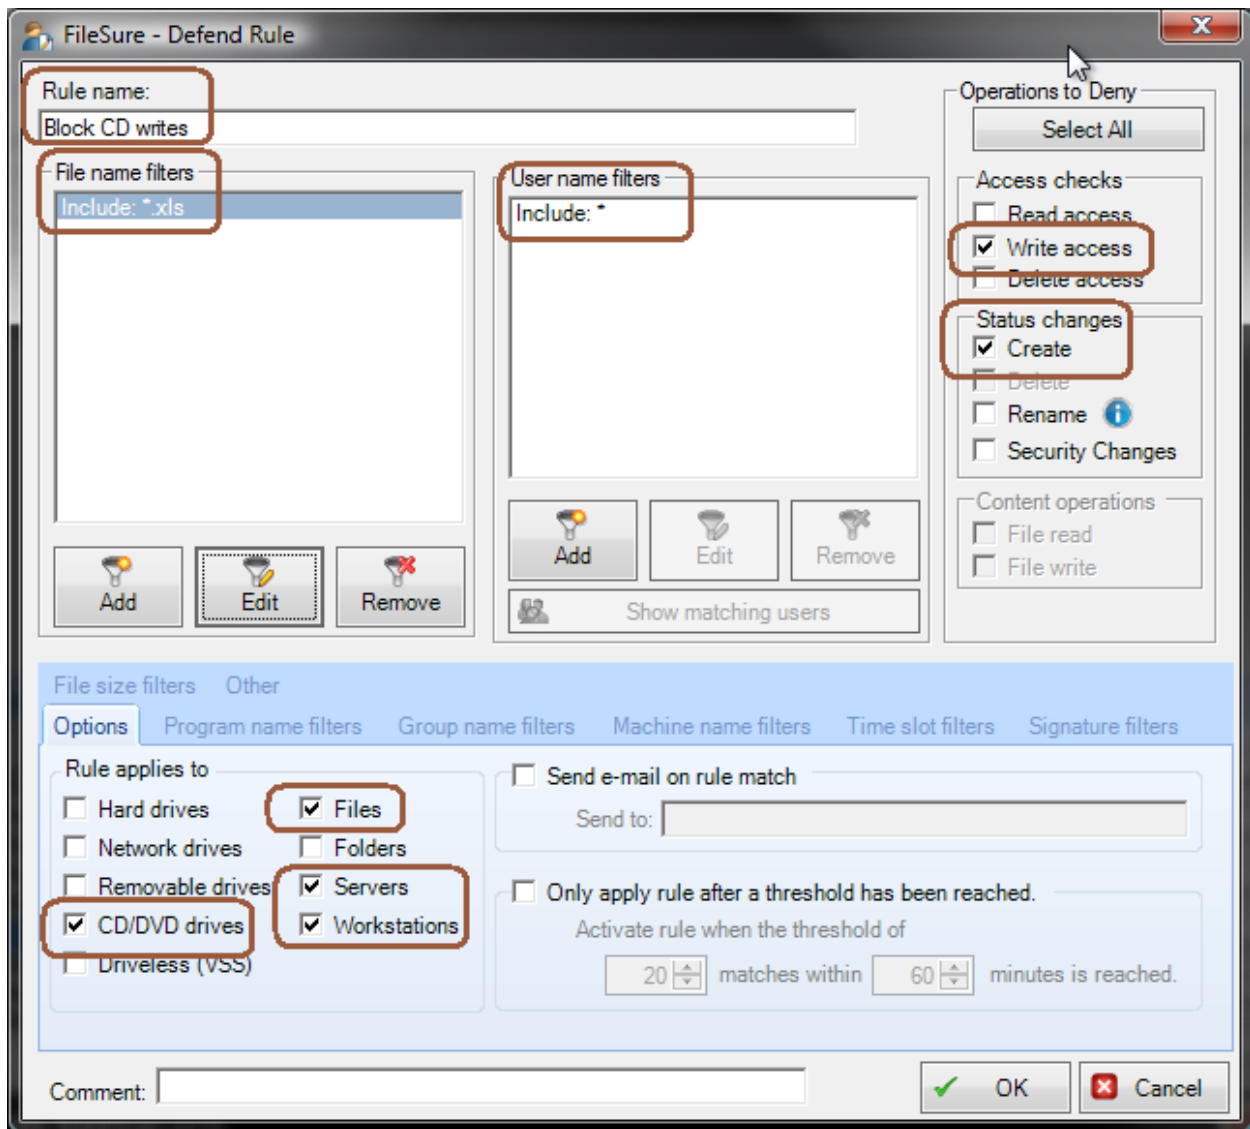 FileSure - Defend Rule
Rule name:
Block CD writes
File name filters
Include: *.xls
Add
Edit
Remove
User name filters
Include: *
Add
Edit
Remove
Show matching users
Operations to Deny
Select All
Access checks
Read access
Write access
Delete access
Status changes
Create
Delete
Rename
Security Changes
Content operations
File read
File write
File size filters Other
Options Program name filters Group name filters Machine name filters Time slot filters Signature filters
Rule applies to
Hard drives
Network drives
Removable drives
CD/DVD drives
Driveless (VSS)
Files
Folders
Servers
Workstations
Send e-mail on rule match
Send to:
Only apply rule after a threshold has been reached.
Activate rule when the threshold of
20 matches within 60 minutes is reached.
Comment:
OK
Cancel